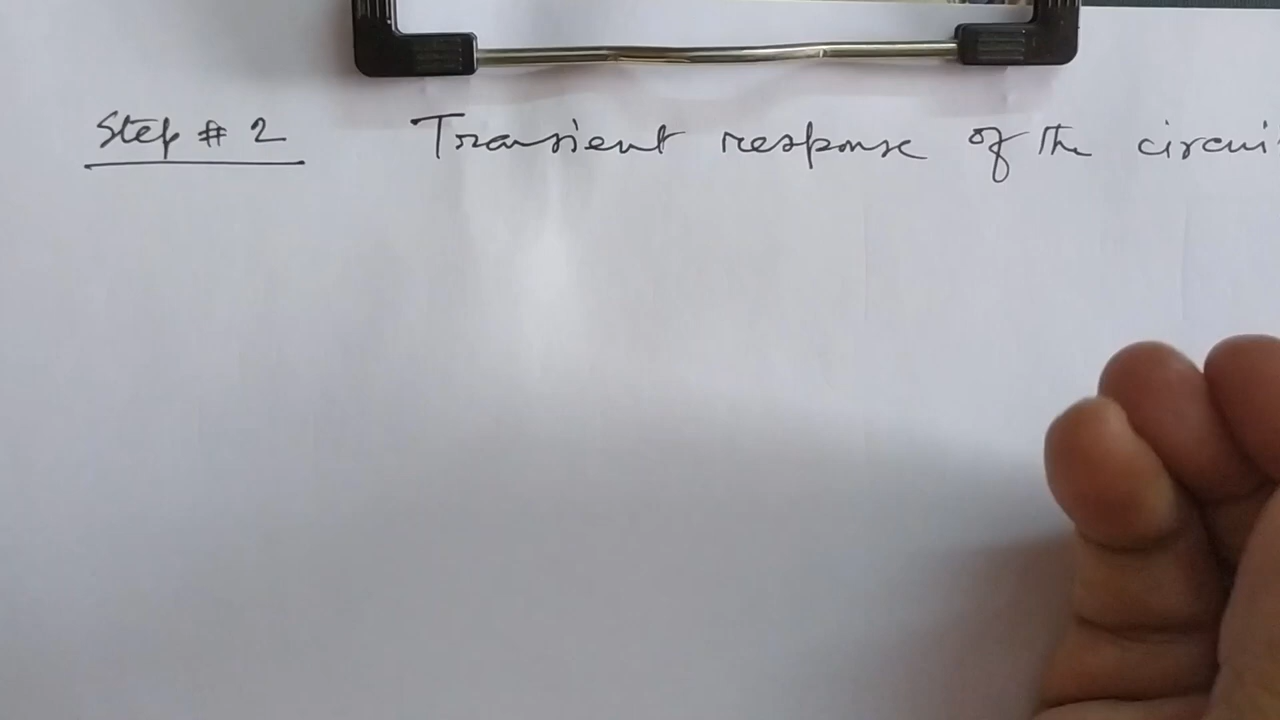 Step # 2 Transient response of the circui